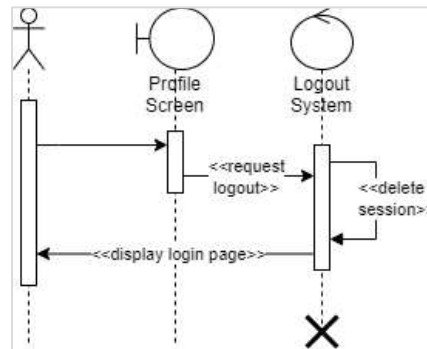 Profile
Screen
Logout
System
<<request
logout>>
<<delete
session>>
<<display login page>>